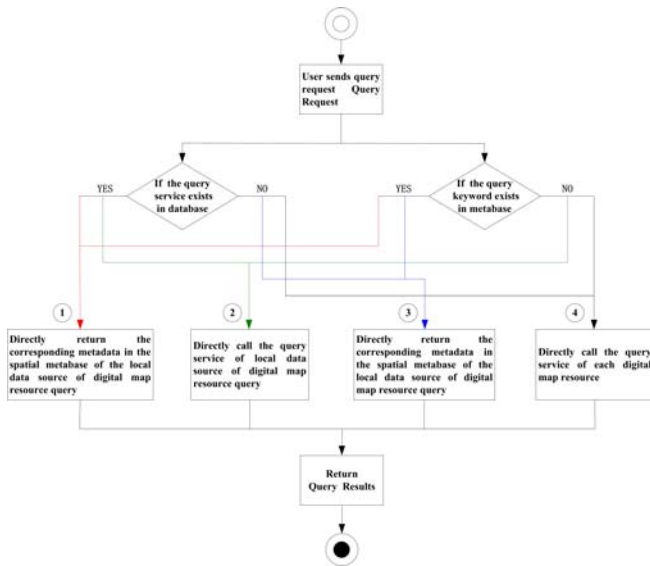 User sends query
request Query
Request
YES
If the query
service exists
in database
NO
YES
If the query
keyword exists
in metabase
NO
1
2
3
4
Directly return the
corresponding metadata in the
spatial metabase of the local
data source of digital map
resource query
Directly call the query
service of local data
source of digital map
resource query
Directly return the
corresponding metadata in
the spatial metabase of the
local data source of digital
map resource query
Directly call the query
service of each digital
map resource
Return
Query Results